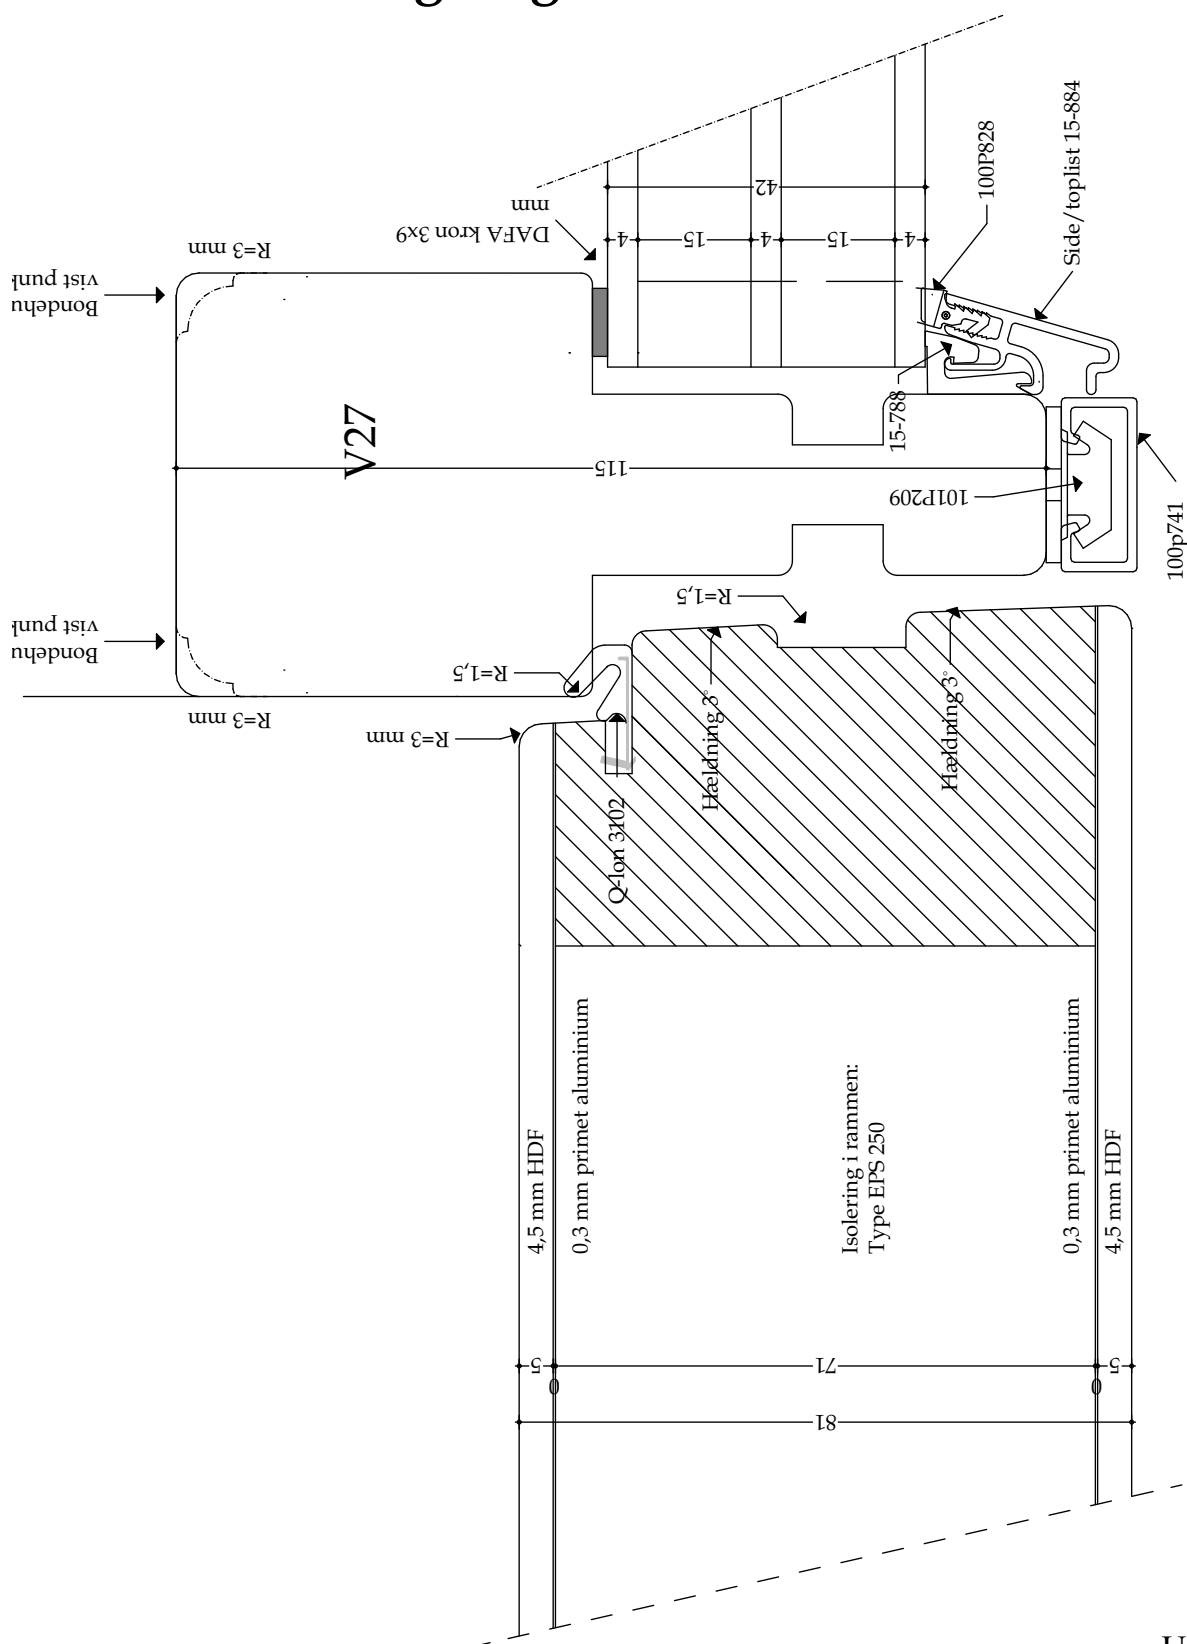 R=3 mm
vist
Bondehu
DAFA kron 3x9
mm
42
4
15
4
15
4
100P828
Side/toplist 15-884
V27
115
15-788
101P209
100p741
vist
Bondehu
R=3 mm
R=1,5
R=1,5
R=3 mm
Hældning 3°
Hældning 3°
Q-lon 3102
4,5 mm HDF
0,3 mm primet aluminium
Isolering i rammen:
Type EPS 250
0,3 mm primet aluminium
4,5 mm HDF
5
0
71
0
5
81